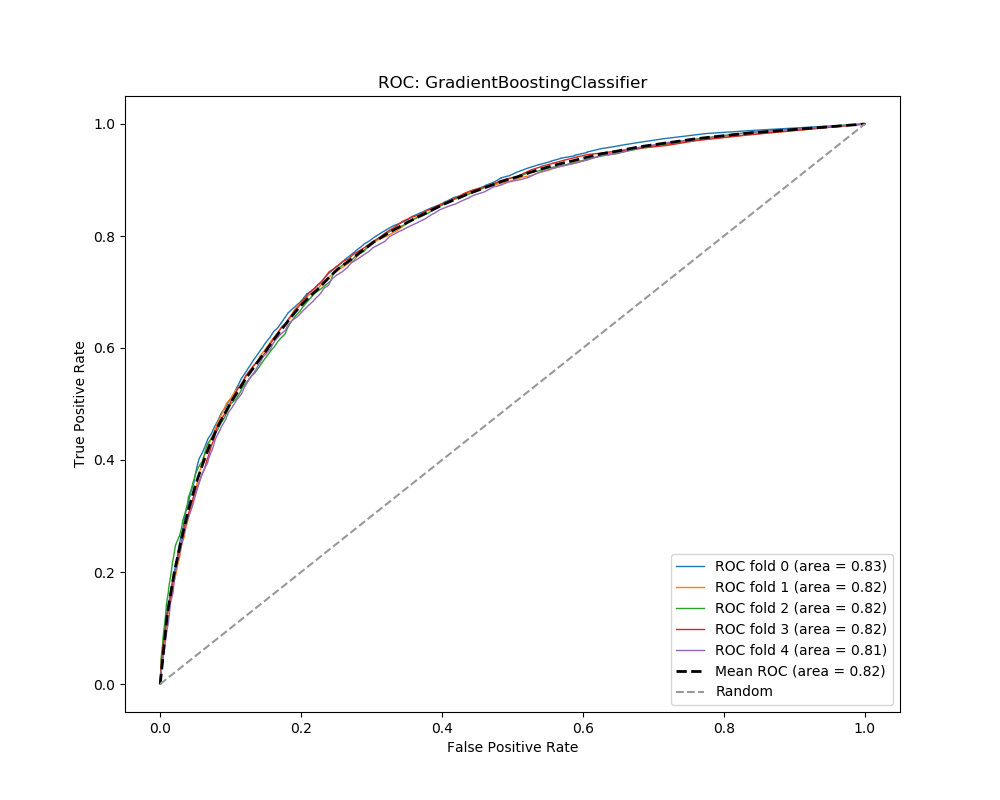 ROC: GradientBoostingClassifier
True Positive Rate
1.0
0.8
0.6
0.4
0.2
0.0
ROC fold 0 (area = 0.83)
ROC fold 1 (area = 0.82)
ROC fold 2 (area = 0.82)
ROC fold 3 (area = 0.82)
ROC fold 4 (area = 0.81)
Mean ROC (area = 0.82)
Random
0.0 0.2 0.4 0.6 0.8 1.0
False Positive Rate